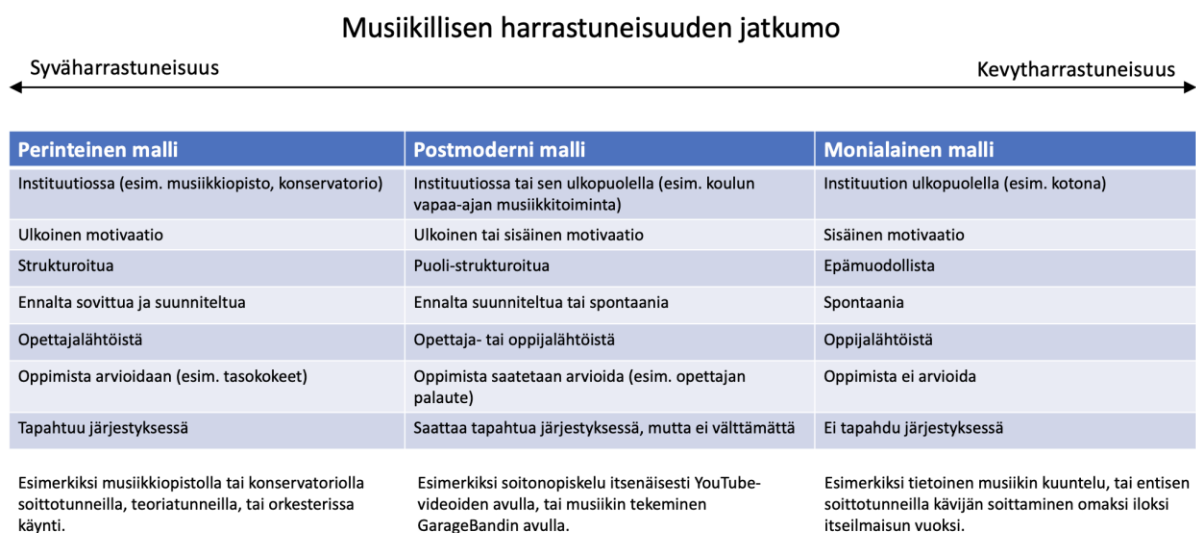 Musiikillisen harrastuneisuuden jatkumo
Syväharrastuneisuus
Kevytharrastuneisuus
Perinteinen malli
Postmoderni malli
Monialainen malli
Instituutiossa (esim. musiikkiopisto, konservatorio)
Instituutiossa tai sen ulkopuolella (esim. koulun
vapaa-ajan musiikkitoiminta)
Instituution ulkopuolella (esim. kotona)
Ulkoinen motivaatio
Ulkoinen tai sisäinen motivaatio
Sisäinen motivaatio
Strukturoitua
Puoli-strukturoitua
Epämuodollista
Ennalta sovittua ja suunniteltua
Ennalta suunniteltua tai spontaania
Spontaania
Opettajalähtöistä
Opettaja- tai oppijalähtöistä
Oppijalähtöistä
Oppimista arvioidaan (esim. tasokokeet)
Oppimista saatetaan arvioida (esim. opettajan
palaute)
Oppimista ei arvioida
Tapahtuu järjestyksessä
Saattaa tapahtua järjestyksessä, mutta ei välttämättä
Ei tapahdu järjestyksessä
Esimerkiksi musiikkiopistolla tai konservatoriolla
soittotunneilla, teoriatunneilla, tai orkesterissa
käynti.
Esimerkiksi soitonopiskelu itsenäisesti YouTube-
videoiden avulla, tai musiikin tekeminen
GarageBandin avulla.
Esimerkiksi tietoinen musiikin kuuntelu, tai entisen
soittotunneilla kävijän soittaminen omaksi iloksi
itseilmaisun vuoksi.